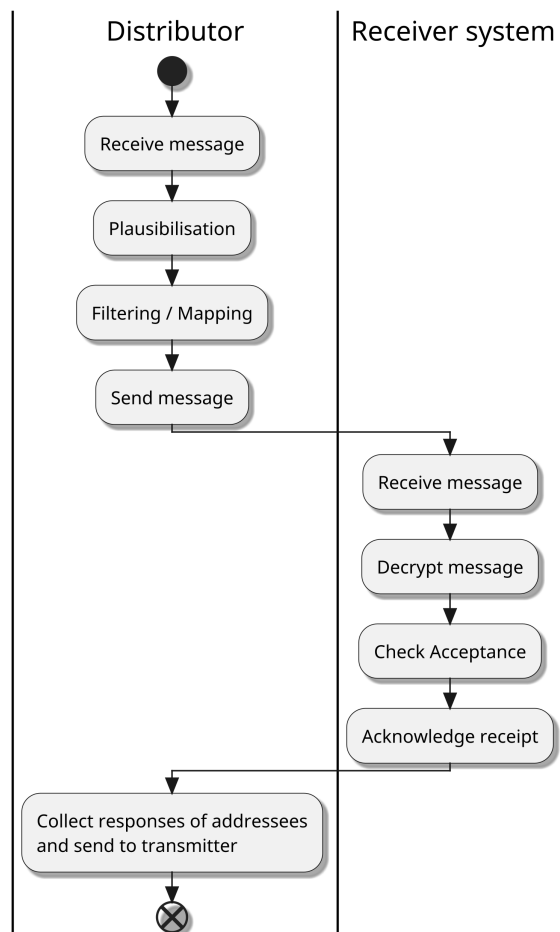 Distributor
Receiver system
Receive message
Plausibilisation
Filtering / Mapping
Send message
Receive message
Decrypt message
Check Acceptance
Acknowledge receipt
Collect responses of addressees
and send to transmitter